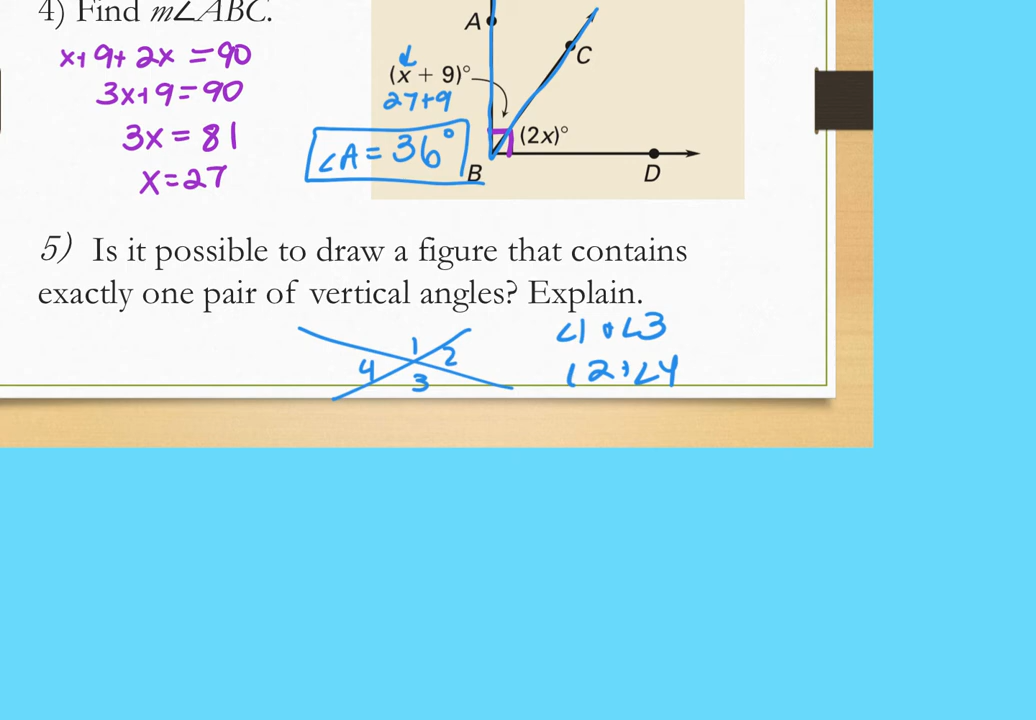 4) Find m∠ABC.
x+9+2x = 90
3x+9=90
3x = 81
x=27
A
C
(x + 9)°
27+9
∠A = 36°
(2x)°
B
D
5) Is it possible to draw a figure that contains
exactly one pair of vertical angles? Explain.
1
2
4
3
∠1 & ∠3
∠2 & ∠4